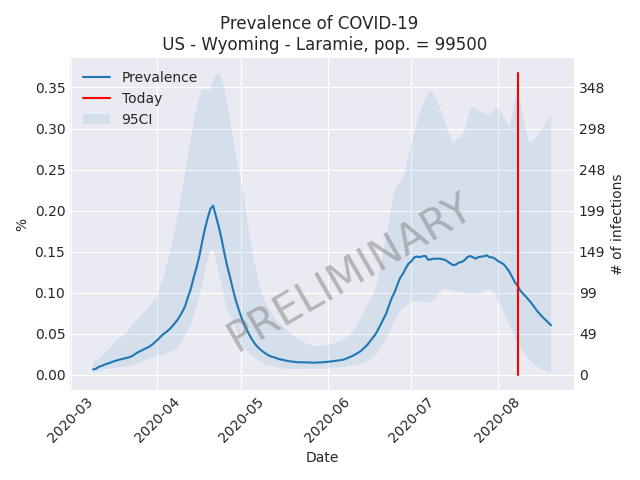 Prevalence of COVID-19
US - Wyoming - Laramie, pop. = 99500
Prevalence
Today
95CI
0.35
0.30
0.25
0.20
0.15
0.10
0.05
0.00
%
348
298
248
199
149
99
49
0
# of infections
PRELIMINARY
2020-03
2020-04
2020-05
2020-06
2020-07
2020-08
Date